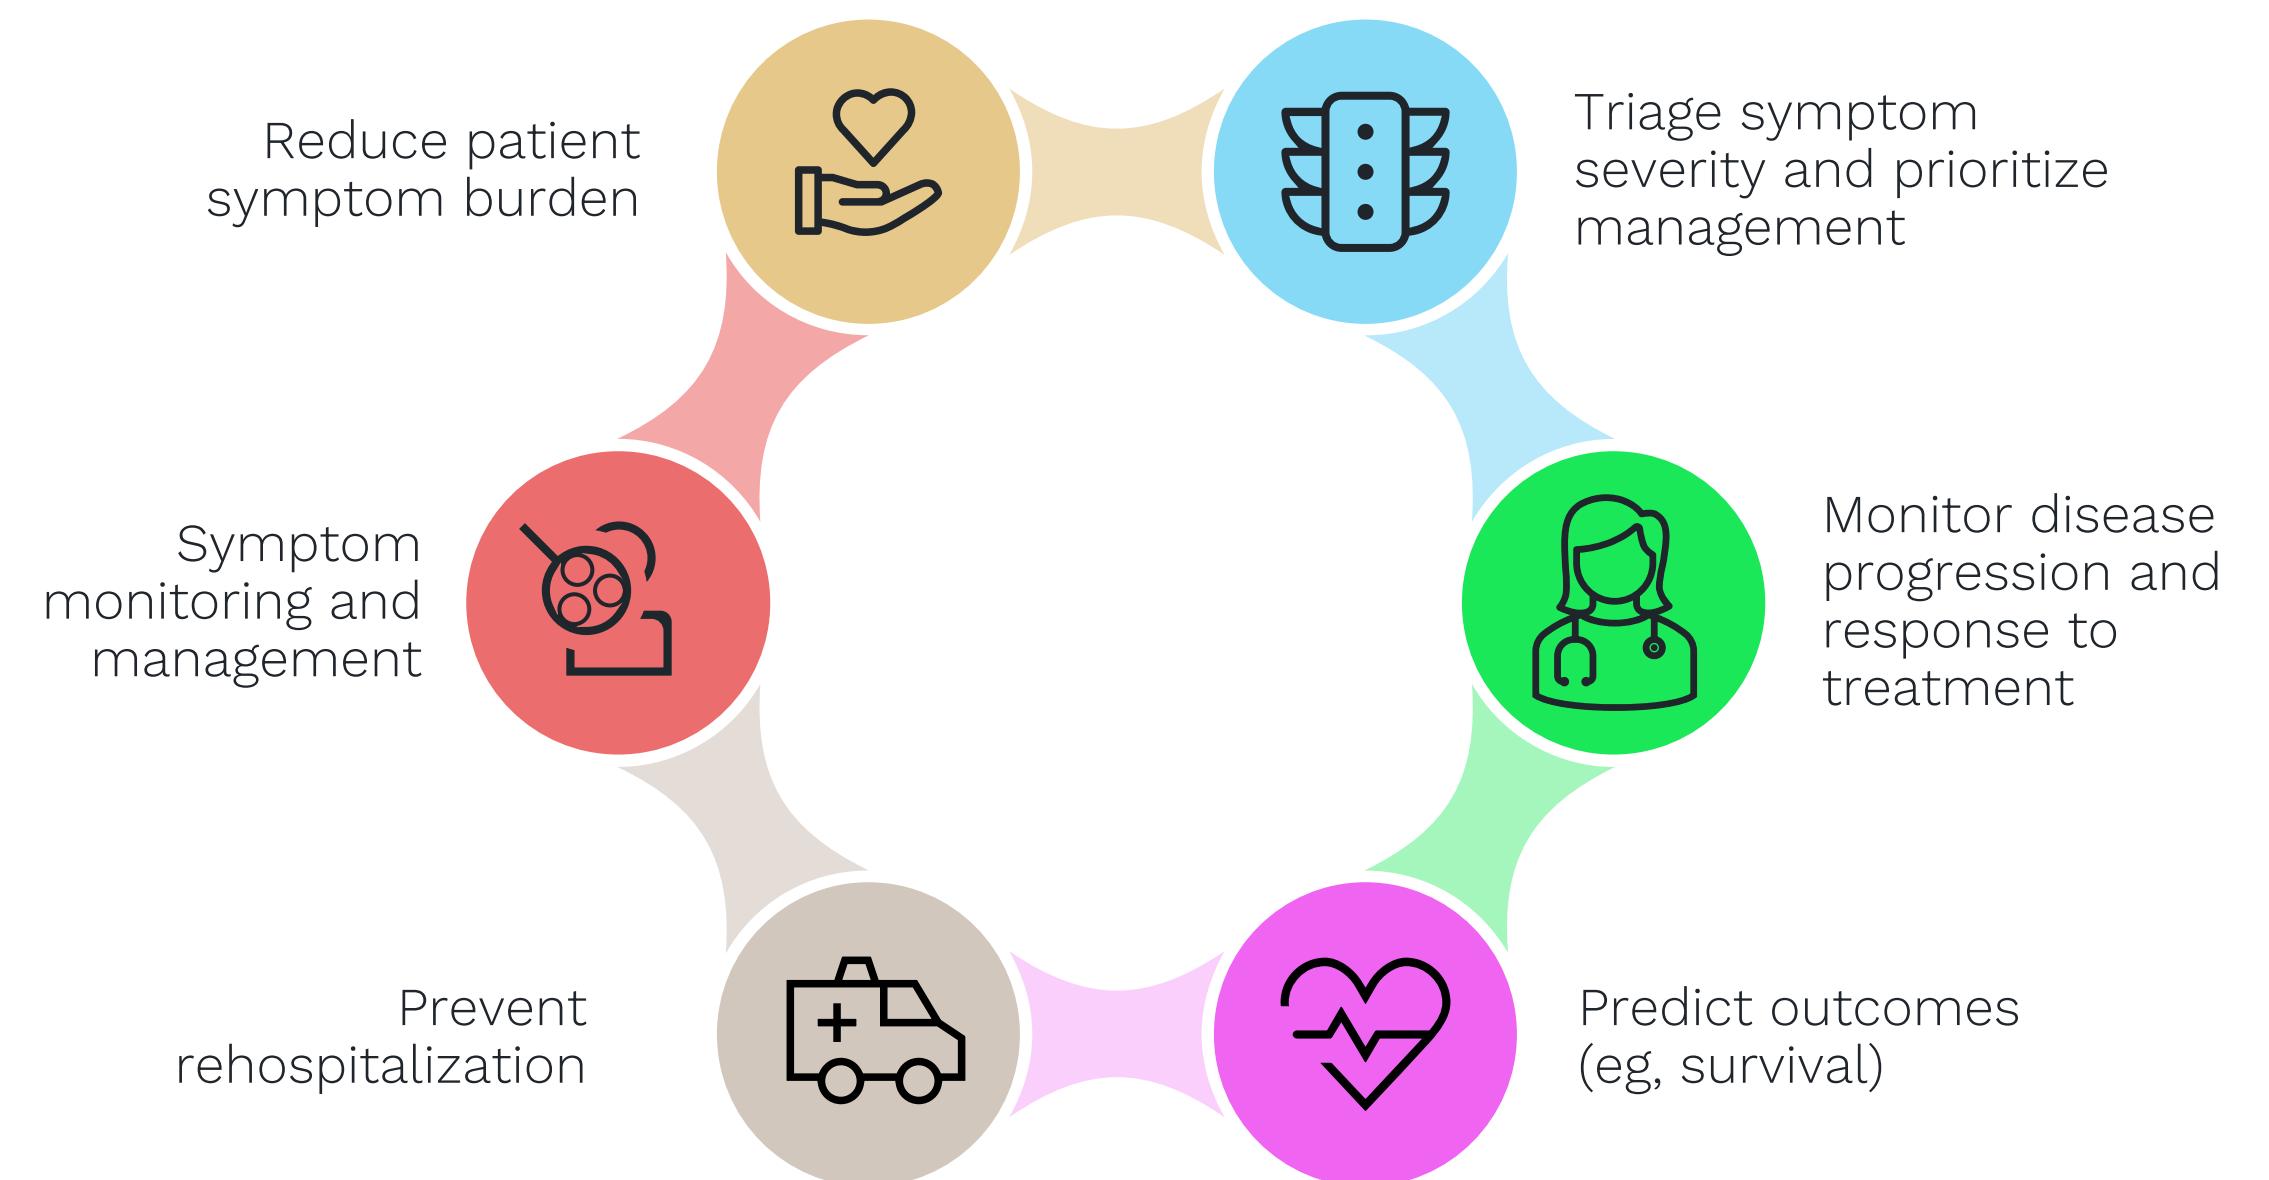 Reduce patient
symptom burden
Triage symptom
severity and prioritize
management
Symptom
monitoring and
management
Monitor disease
progression and
response to
treatment
Prevent
rehospitalization
Predict outcomes
(eg, survival)